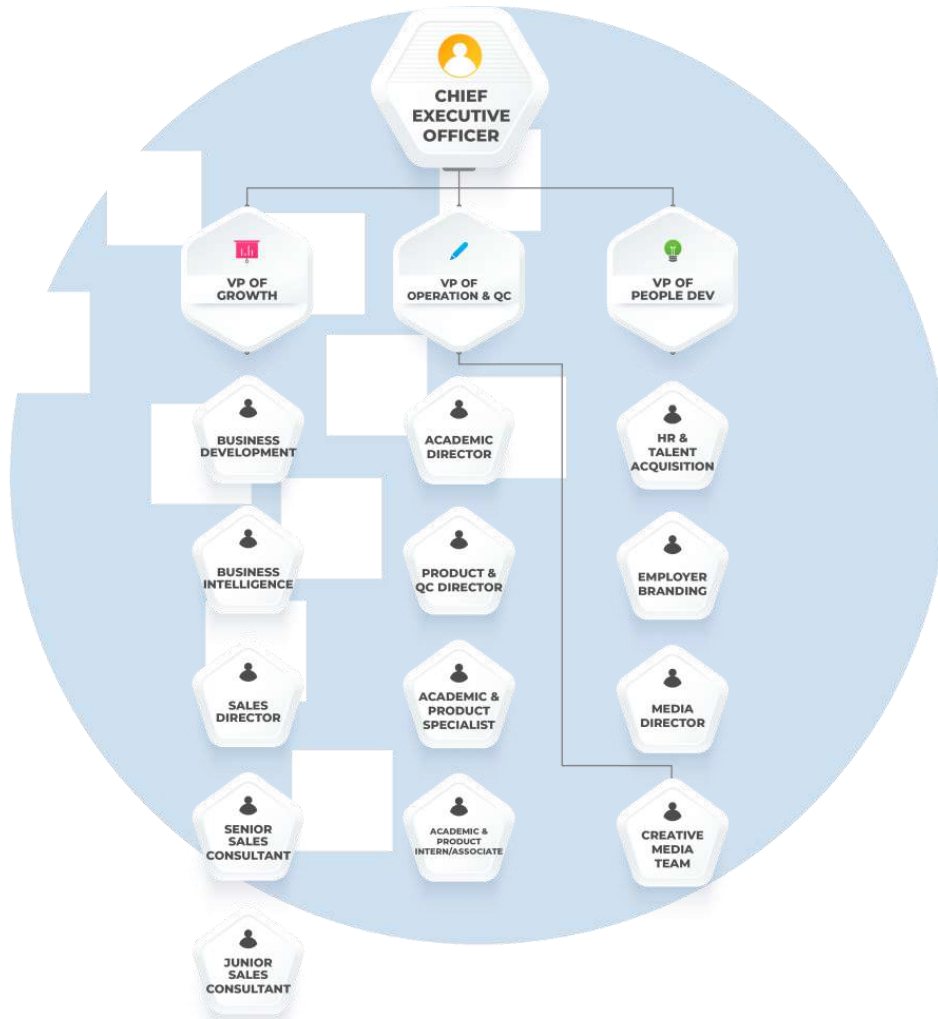 CHIEF
EXECUTIVE
OFFICER
VP OF
GROWTH
VP OF
OPERATION & QC
VP OF
PEOPLE DEV
BUSINESS
DEVELOPMENT
ACADEMIC
DIRECTOR
HR &
TALENT
ACQUISITION
BUSINESS
INTELLIGENCE
PRODUCT &
QC DIRECTOR
EMPLOYER
BRANDING
SALES
DIRECTOR
ACADEMIC &
PRODUCT
SPECIALIST
MEDIA
DIRECTOR
SENIOR
SALES
CONSULTANT
ACADEMIC &
PRODUCT
INTERN/ASSOCIATE
CREATIVE
MEDIA
TEAM
JUNIOR
SALES
CONSULTANT